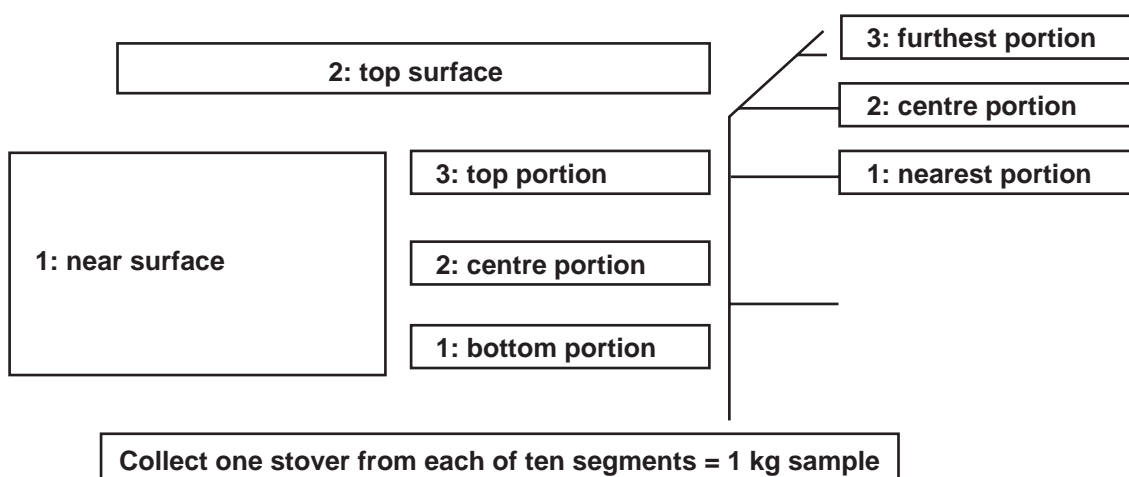 3: furthest portion
2: top surface
2: centre portion
3: top portion
1: nearest portion
1: near surface
2: centre portion
1: bottom portion
Collect one stover from each of ten segments = 1 kg sample